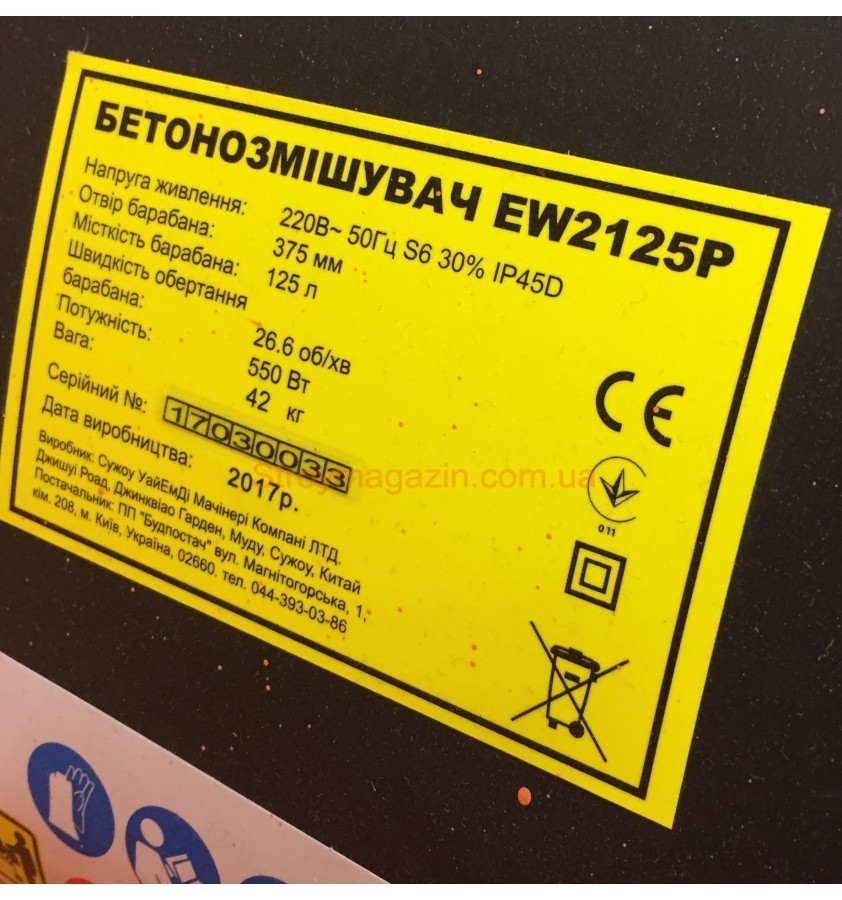 БЕТОНОЗМІШУВАЧ EW2125P
Напруга живлення: 220В~ 50Гц S6 30% IP45D
Отвір барабана: 375 мм
Місткість барабана: 125 л
Швидкість обертання
барабана: 26.6 об/хв
Потужність: 550 Вт
Вага: 42 кг
Серійний №: 17030033
Дата виробництва: 2017р.
Виробник: Сужоу УайЕмДі Мачінері Компані ЛТД.
Джишуі Роад, Джинквіао Гарден, Муду, Сужоу, Китай
Постачальник: ПП "Будпостач" вул. Магнітогорська, 1,
кім. 208, м. Київ, Україна, 02660. тел. 044-393-03-86
CE
011
Stroymagazin.com.ua